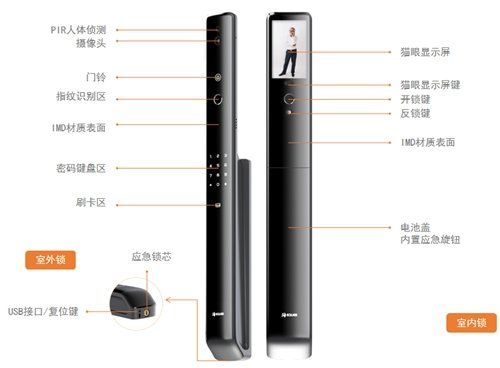 PIR人体侦测
摄像头
门铃
指纹识别区
IMD材质表面
密码键盘区
刷卡区
室外锁
应急锁芯
USB接口/复位键
猫眼显示屏
猫眼显示屏键
开锁键
反锁键
IMD材质表面
电池盖
内置应急旋钮
室内锁